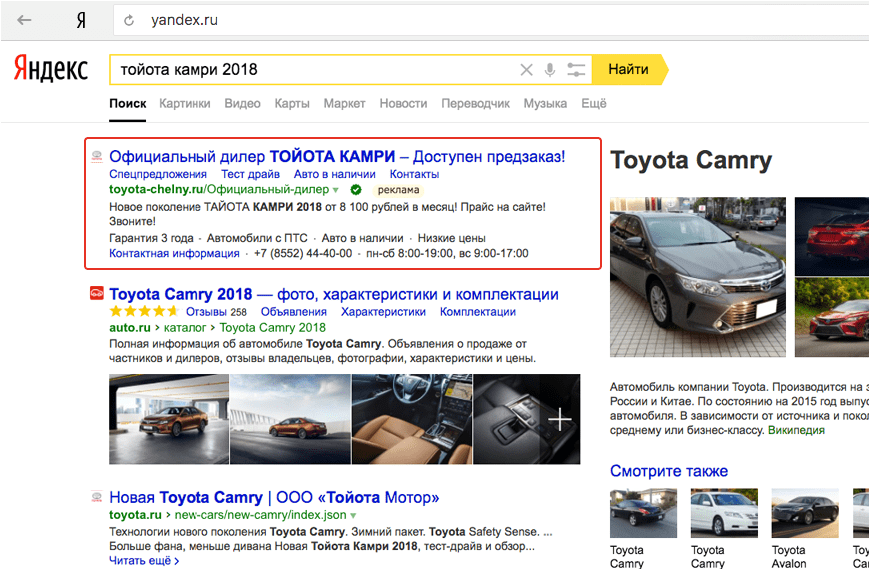 Я
yandex.ru
Яндекс
тойота камри 2018
Найти
Поиск Картинки Видео Карты Маркет Новости Переводчик Музыка Ещё
Официальный дилер ТОЙОТА КАМРИ – Доступен предзаказ!
Спецпредложения Тест драйв Авто в наличии Контакты
toyota-chelny.ru/Официальный-дилер реклама
Новое поколение ТАЙОТА КАМРИ 2018 от 8 100 рублей в месяц! Прайс на сайте!
Звоните!
Гарантия 3 года · Автомобили с ПТС · Авто в наличии · Низкие цены
Контактная информация · +7 (8552) 44-40-00 · пн-сб 8:00-19:00, вс 9:00-17:00
Toyota Camry 2018 — фото, характеристики и комплектации
Отзывы 258 Объявления Характеристики Комплектации
auto.ru > каталог > Toyota Camry 2018
Полная информация об автомобиле Toyota Camry. Объявления о продаже от
частников и дилеров, отзывы владельцев, фотографии, характеристики и цены.
Новая Toyota Camry | ООО «Тойота Мотор»
toyota.ru > new-cars/new-camry/index.json
Технологии нового поколения Toyota Camry. Зимний пакет. Toyota Safety Sense. ...
Больше фана, меньше дивана Новая Тойота Камри 2018, тест-драйв и обзор...
Читать ещё >
Toyota Camry
Автомобиль компании Toyota. Производится на
России и Китае. По состоянию на 2015 год
автомобиля. В зависимости от источника и
среднему или бизнес-классу. Википедия
Смотрите также
Toyota Toyota Toyota
Camry Camry Avalon